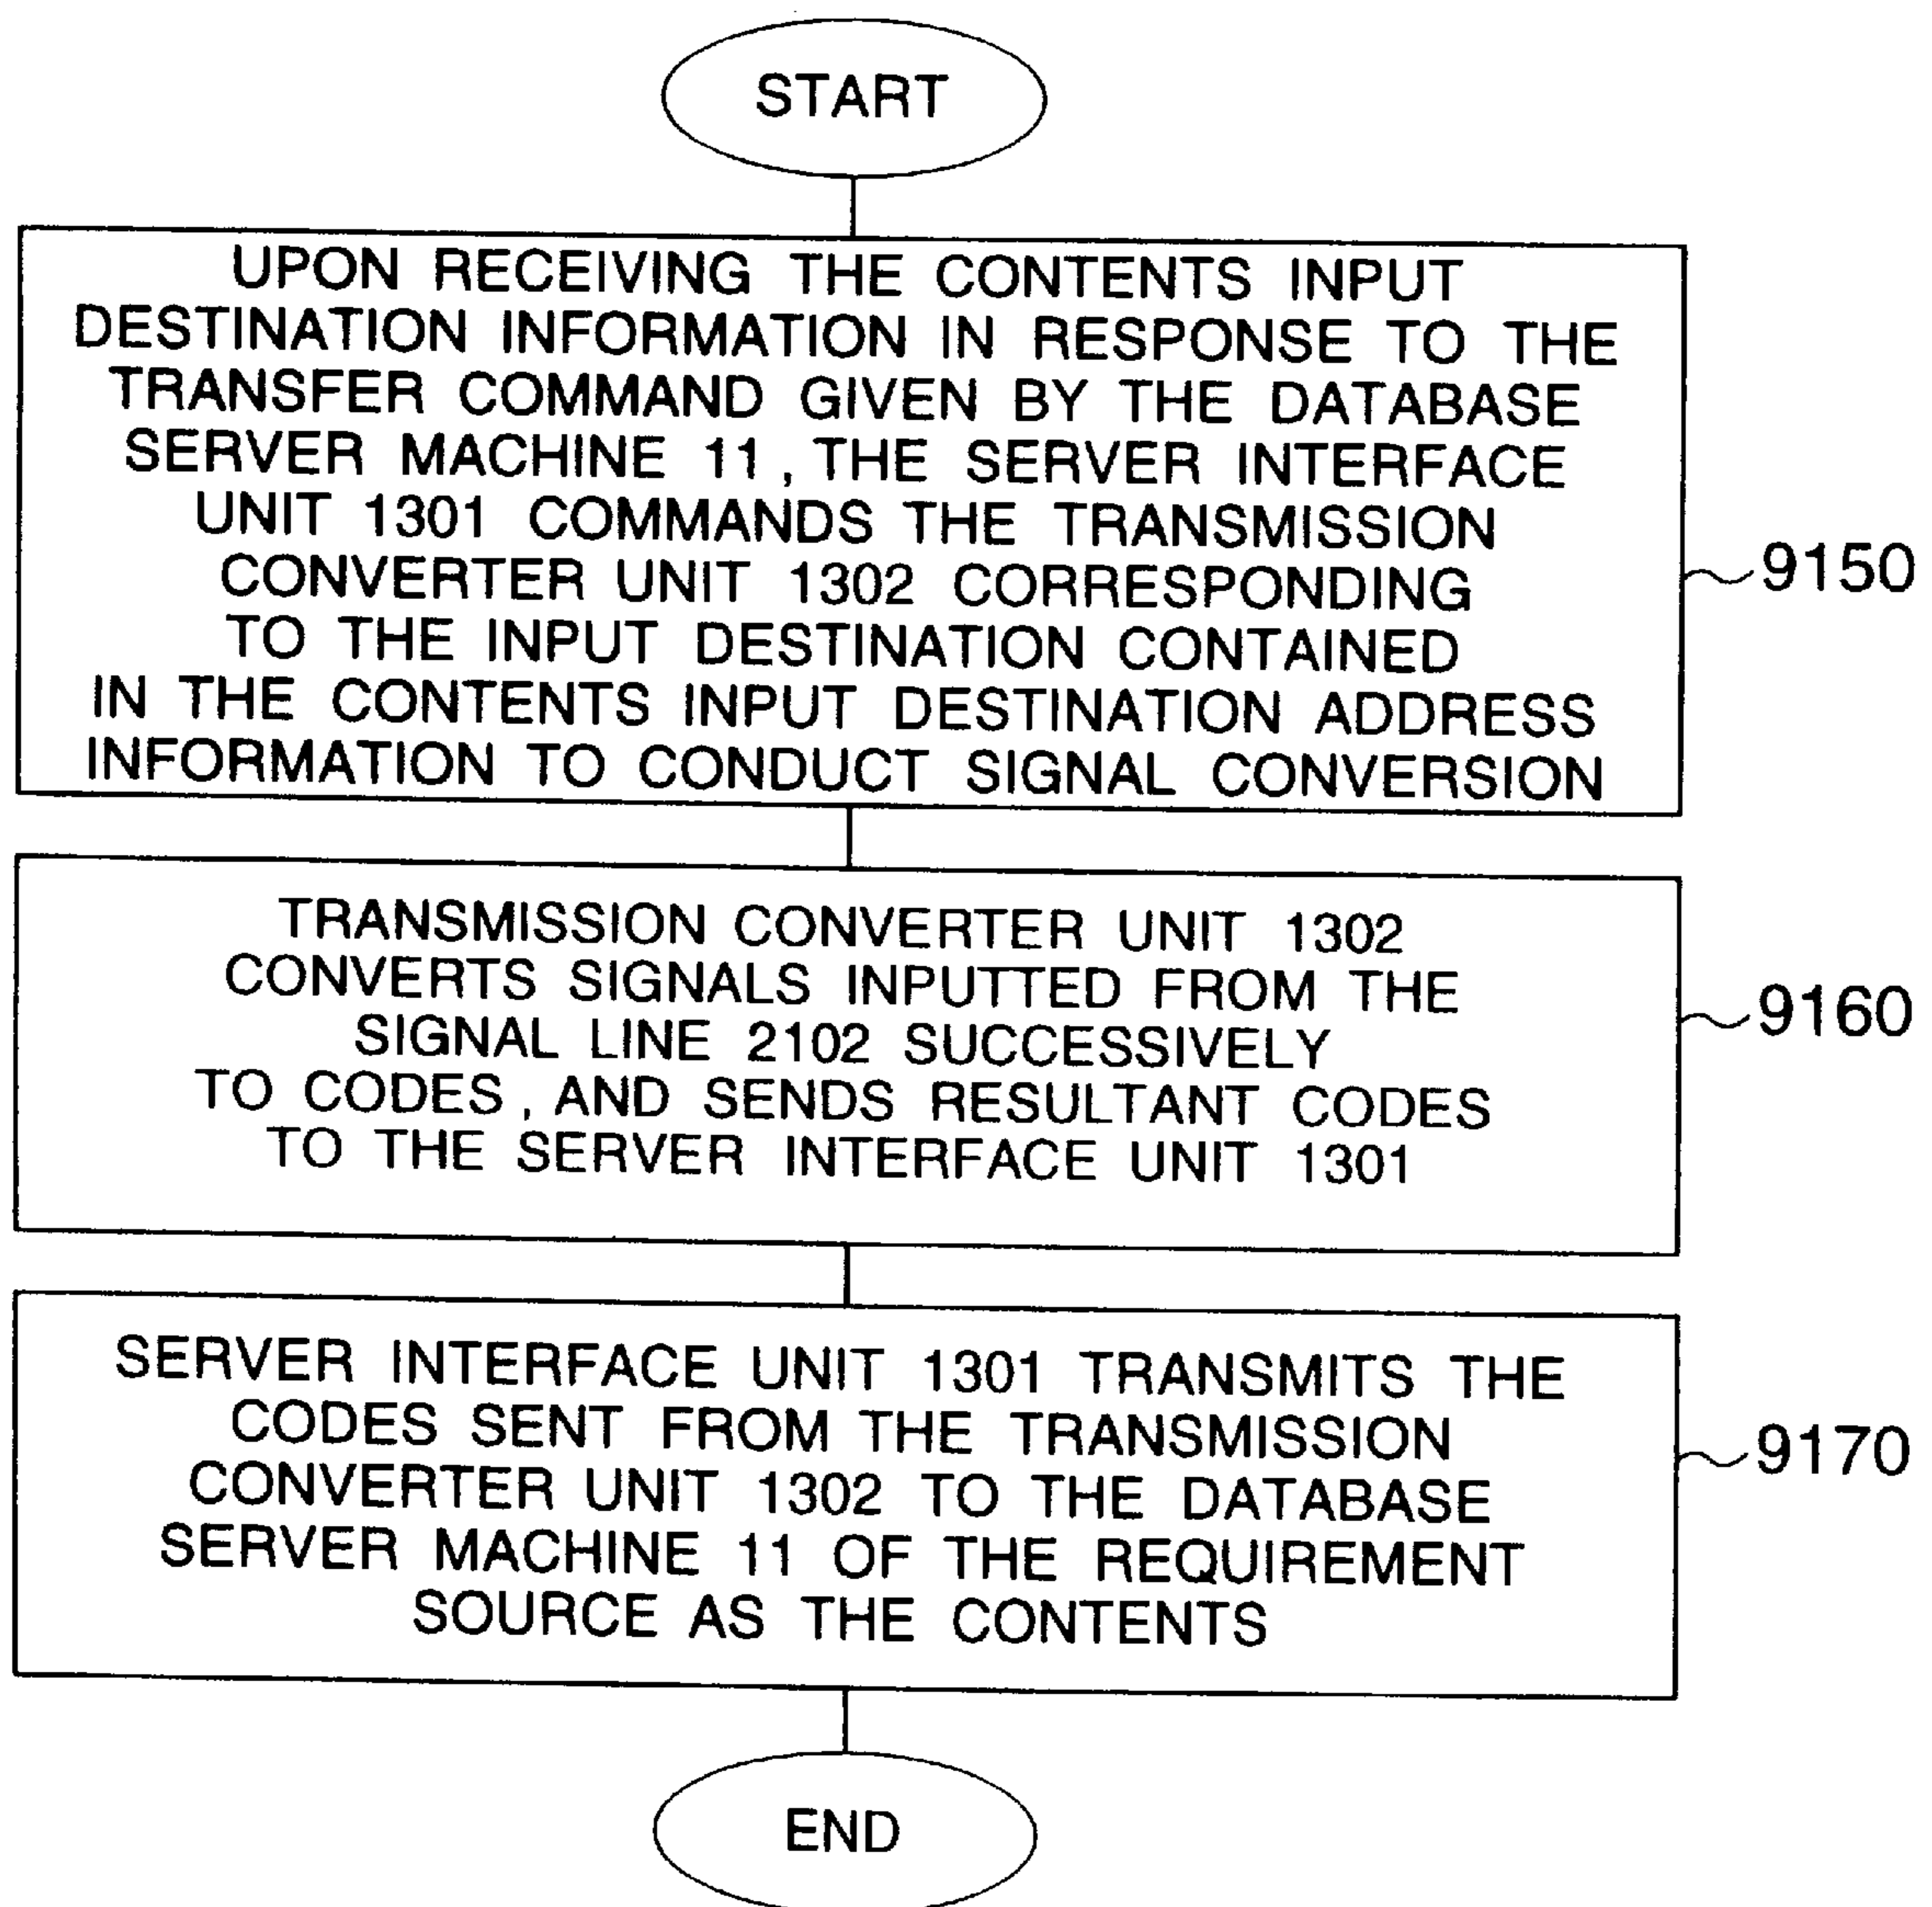 START
UPON RECEIVING THE CONTENTS INPUT
DESTINATION INFORMATION IN RESPONSE TO THE
TRANSFER COMMAND GIVEN BY THE DATABASE
SERVER MACHINE 11, THE SERVER INTERFACE
UNIT 1301 COMMANDS THE TRANSMISSION
CONVERTER UNIT 1302 CORRESPONDING
TO THE INPUT DESTINATION CONTAINED
IN THE CONTENTS INPUT DESTINATION ADDRESS
INFORMATION TO CONDUCT SIGNAL CONVERSION
9150
TRANSMISSION CONVERTER UNIT 1302
CONVERTS SIGNALS INPUTTED FROM THE
SIGNAL LINE 2102 SUCCESSIVELY
TO CODES, AND SENDS RESULTANT CODES
TO THE SERVER INTERFACE UNIT 1301
9160
SERVER INTERFACE UNIT 1301 TRANSMITS THE
CODES SENT FROM THE TRANSMISSION
CONVERTER UNIT 1302 TO THE DATABASE
SERVER MACHINE 11 OF THE REQUIREMENT
SOURCE AS THE CONTENTS
9170
END